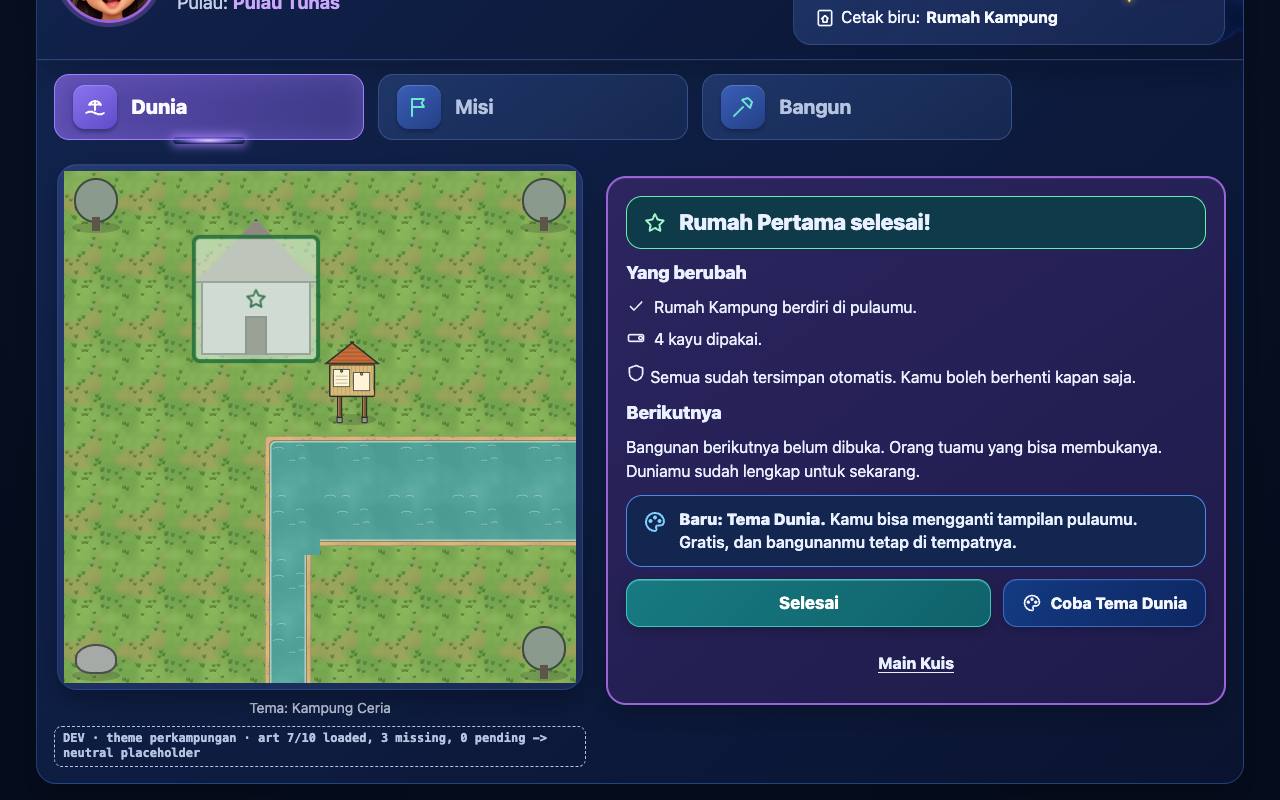 Pulau: Pulau Tunas
Cetak biru: Rumah Kampung
Dunia
Misi
Bangun
Rumah Pertama selesai!
Yang berubah
Rumah Kampung berdiri di pulaumu.
4 kayu dipakai.
Semua sudah tersimpan otomatis. Kamu boleh berhenti kapan saja.
Berikutnya
Bangunan berikutnya belum dibuka. Orang tuamu yang bisa membukanya.
Duniamu sudah lengkap untuk sekarang.
Baru: Tema Dunia. Kamu bisa mengganti tampilan pulaumu.
Gratis, dan bangunanmu tetap di tempatnya.
Selesai
Coba Tema Dunia
Main Kuis
Tema: Kampung Ceria
DEV · theme perkampungan · art 7/10 loaded, 3 missing, 0 pending —>
neutral placeholder